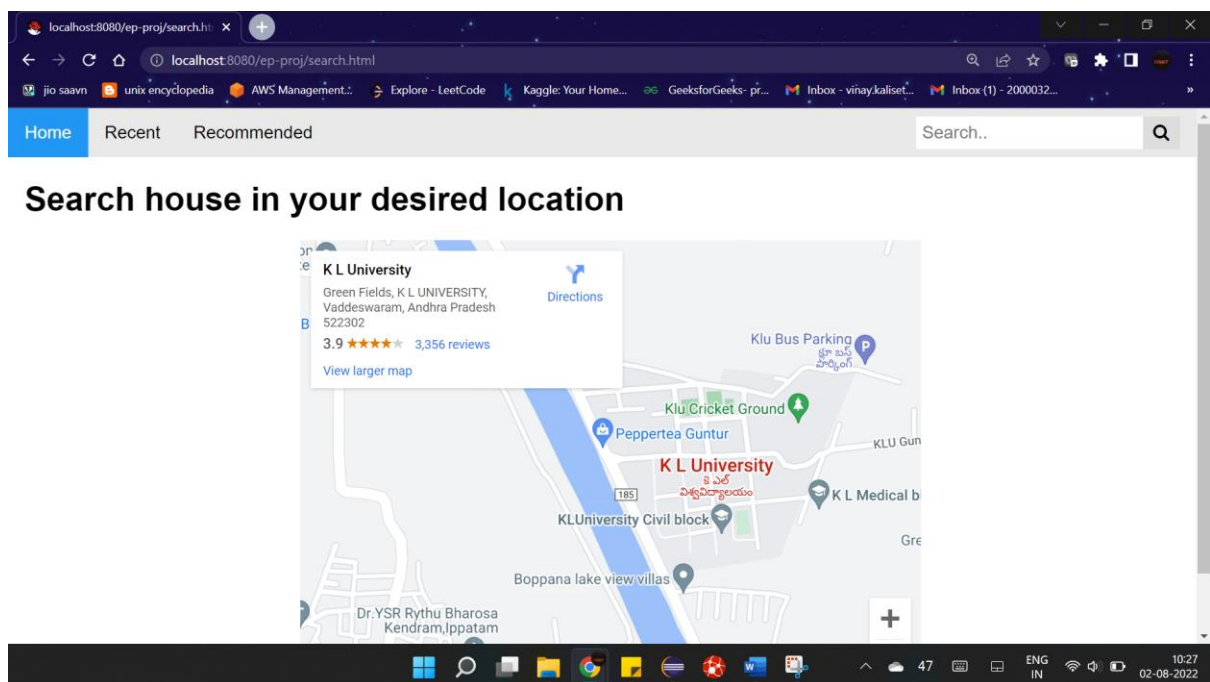 localhost:8080/ep-proj/search.ht
localhost:8080/ep-proj/search.html
jio saavn
unix encyclopedia
AWS Management...
Explore - LeetCode
Kaggle: Your Home...
GeeksforGeeks- pr...
Inbox - vinay.kaliset...
Inbox (1) - 2000032...
»
Home
Recent
Recommended
Search..
Search house in your desired location
K L University
Directions
Green Fields, K L UNIVERSITY,
Vaddeswaram, Andhra Pradesh
522302
3.9
3,356 reviews
View larger map
Klu Bus Parking
క్లూ బస్
పార్కింగ్
P
Klu Cricket Ground
Peppertea Guntur
KLU Gun
K L University
కె ఎల్
విశ్వవిద్యాలయం
185
K L Medical b
KLUniversity Civil block
Gre
Boppana lake view villas
Dr.YSR Rythu Bharosa
Kendram,Ippatam
+
47
ENG
IN
10:27
02-08-2022